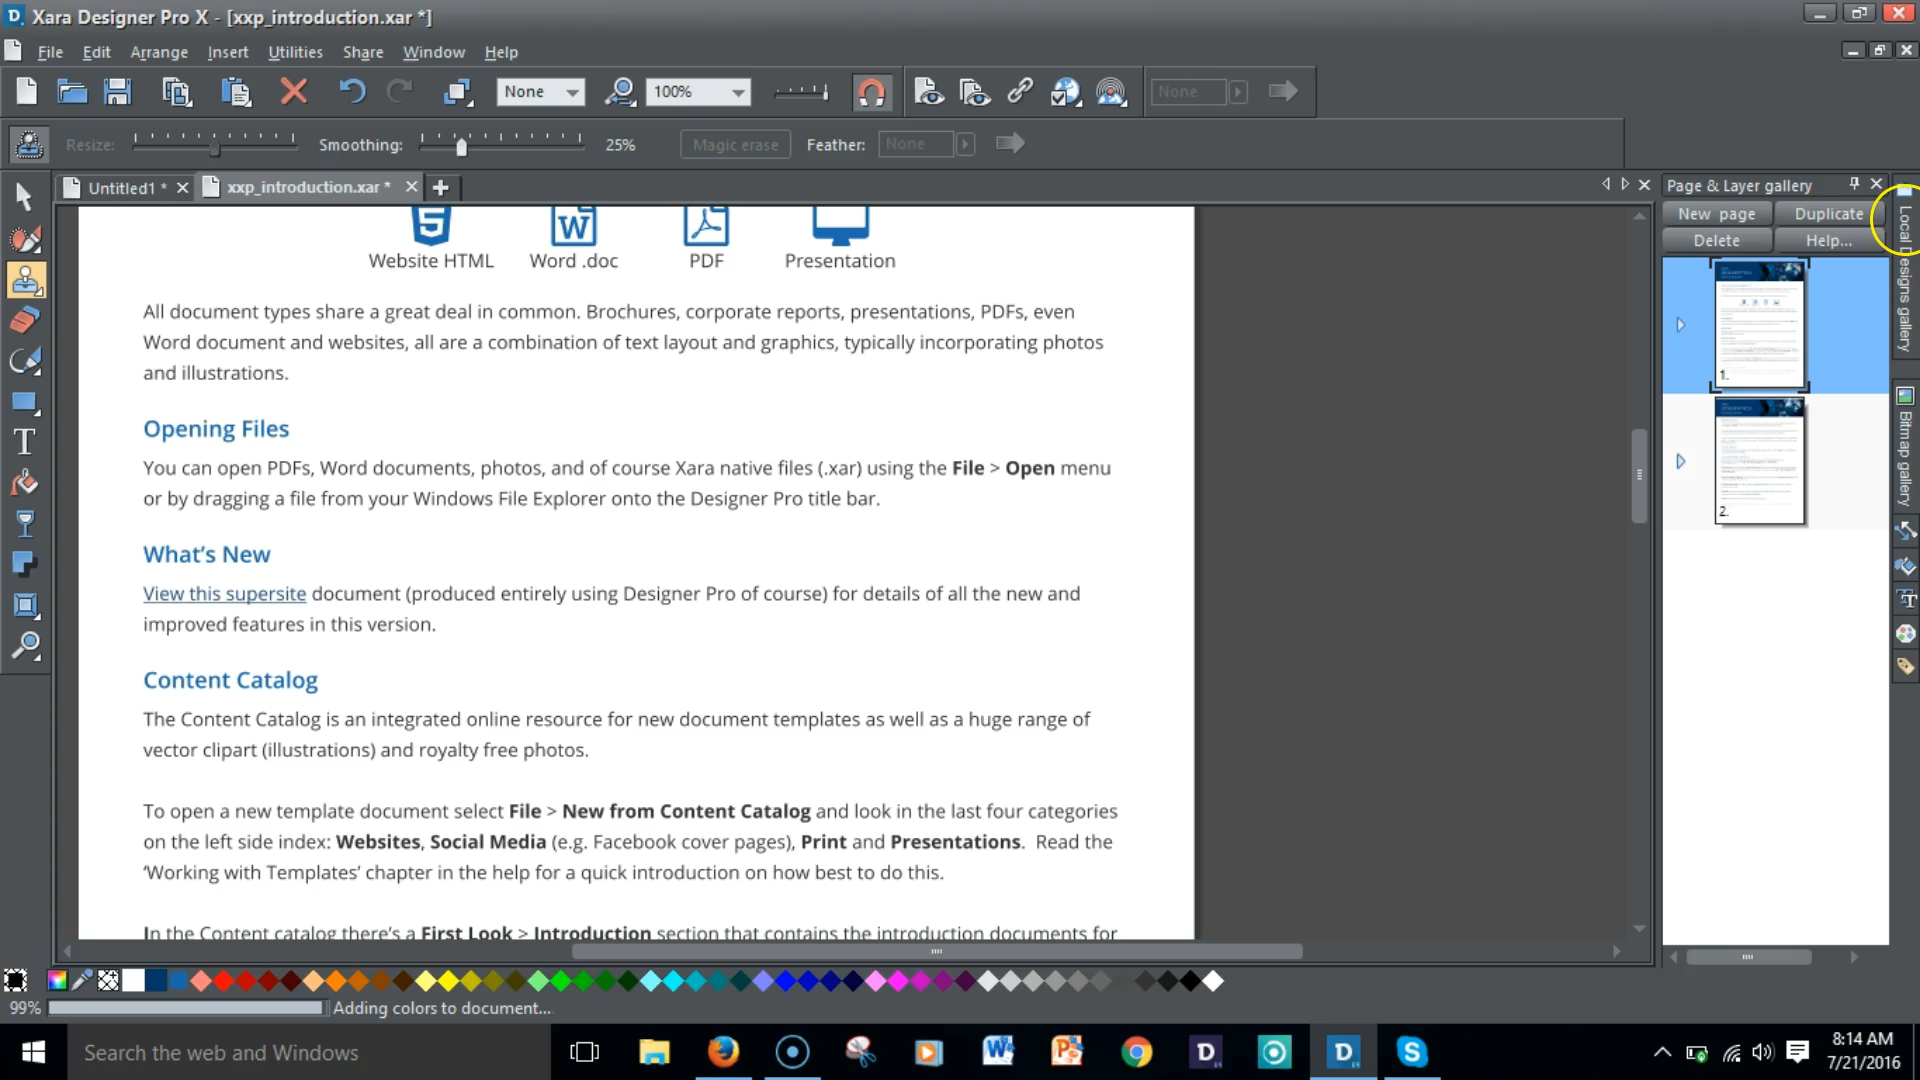 Xara Designer Pro X - [xxp_introduction.xar *]
File Edit Arrange Insert Utilities Share Window Help
None 100% None
Resize: Smoothing: 25% Magic erase Feather: None
Untitled1 * xxp_introduction.xar *
Website HTML Word .doc PDF Presentation
All document types share a great deal in common. Brochures, corporate reports, presentations, PDFs, even
Word document and websites, all are a combination of text layout and graphics, typically incorporating photos
and illustrations.
Opening Files
You can open PDFs, Word documents, photos, and of course Xara native files (.xar) using the File > Open menu
or by dragging a file from your Windows File Explorer onto the Designer Pro title bar.
What’s New
View this supersite document (produced entirely using Designer Pro of course) for details of all the new and
improved features in this version.
Content Catalog
The Content Catalog is an integrated online resource for new document templates as well as a huge range of
vector clipart (illustrations) and royalty free photos.
To open a new template document select File > New from Content Catalog and look in the last four categories
on the left side index: Websites, Social Media (e.g. Facebook cover pages), Print and Presentations. Read the
‘Working with Templates’ chapter in the help for a quick introduction on how best to do this.
In the Content catalog there’s a First Look > Introduction section that contains the introduction documents for
Page & Layer gallery
New page Duplicate
Delete Help...
1.
2.
Local Designs gallery
Bitmap gallery
99% Adding colors to document...
Search the web and Windows
8:14 AM
7/21/2016